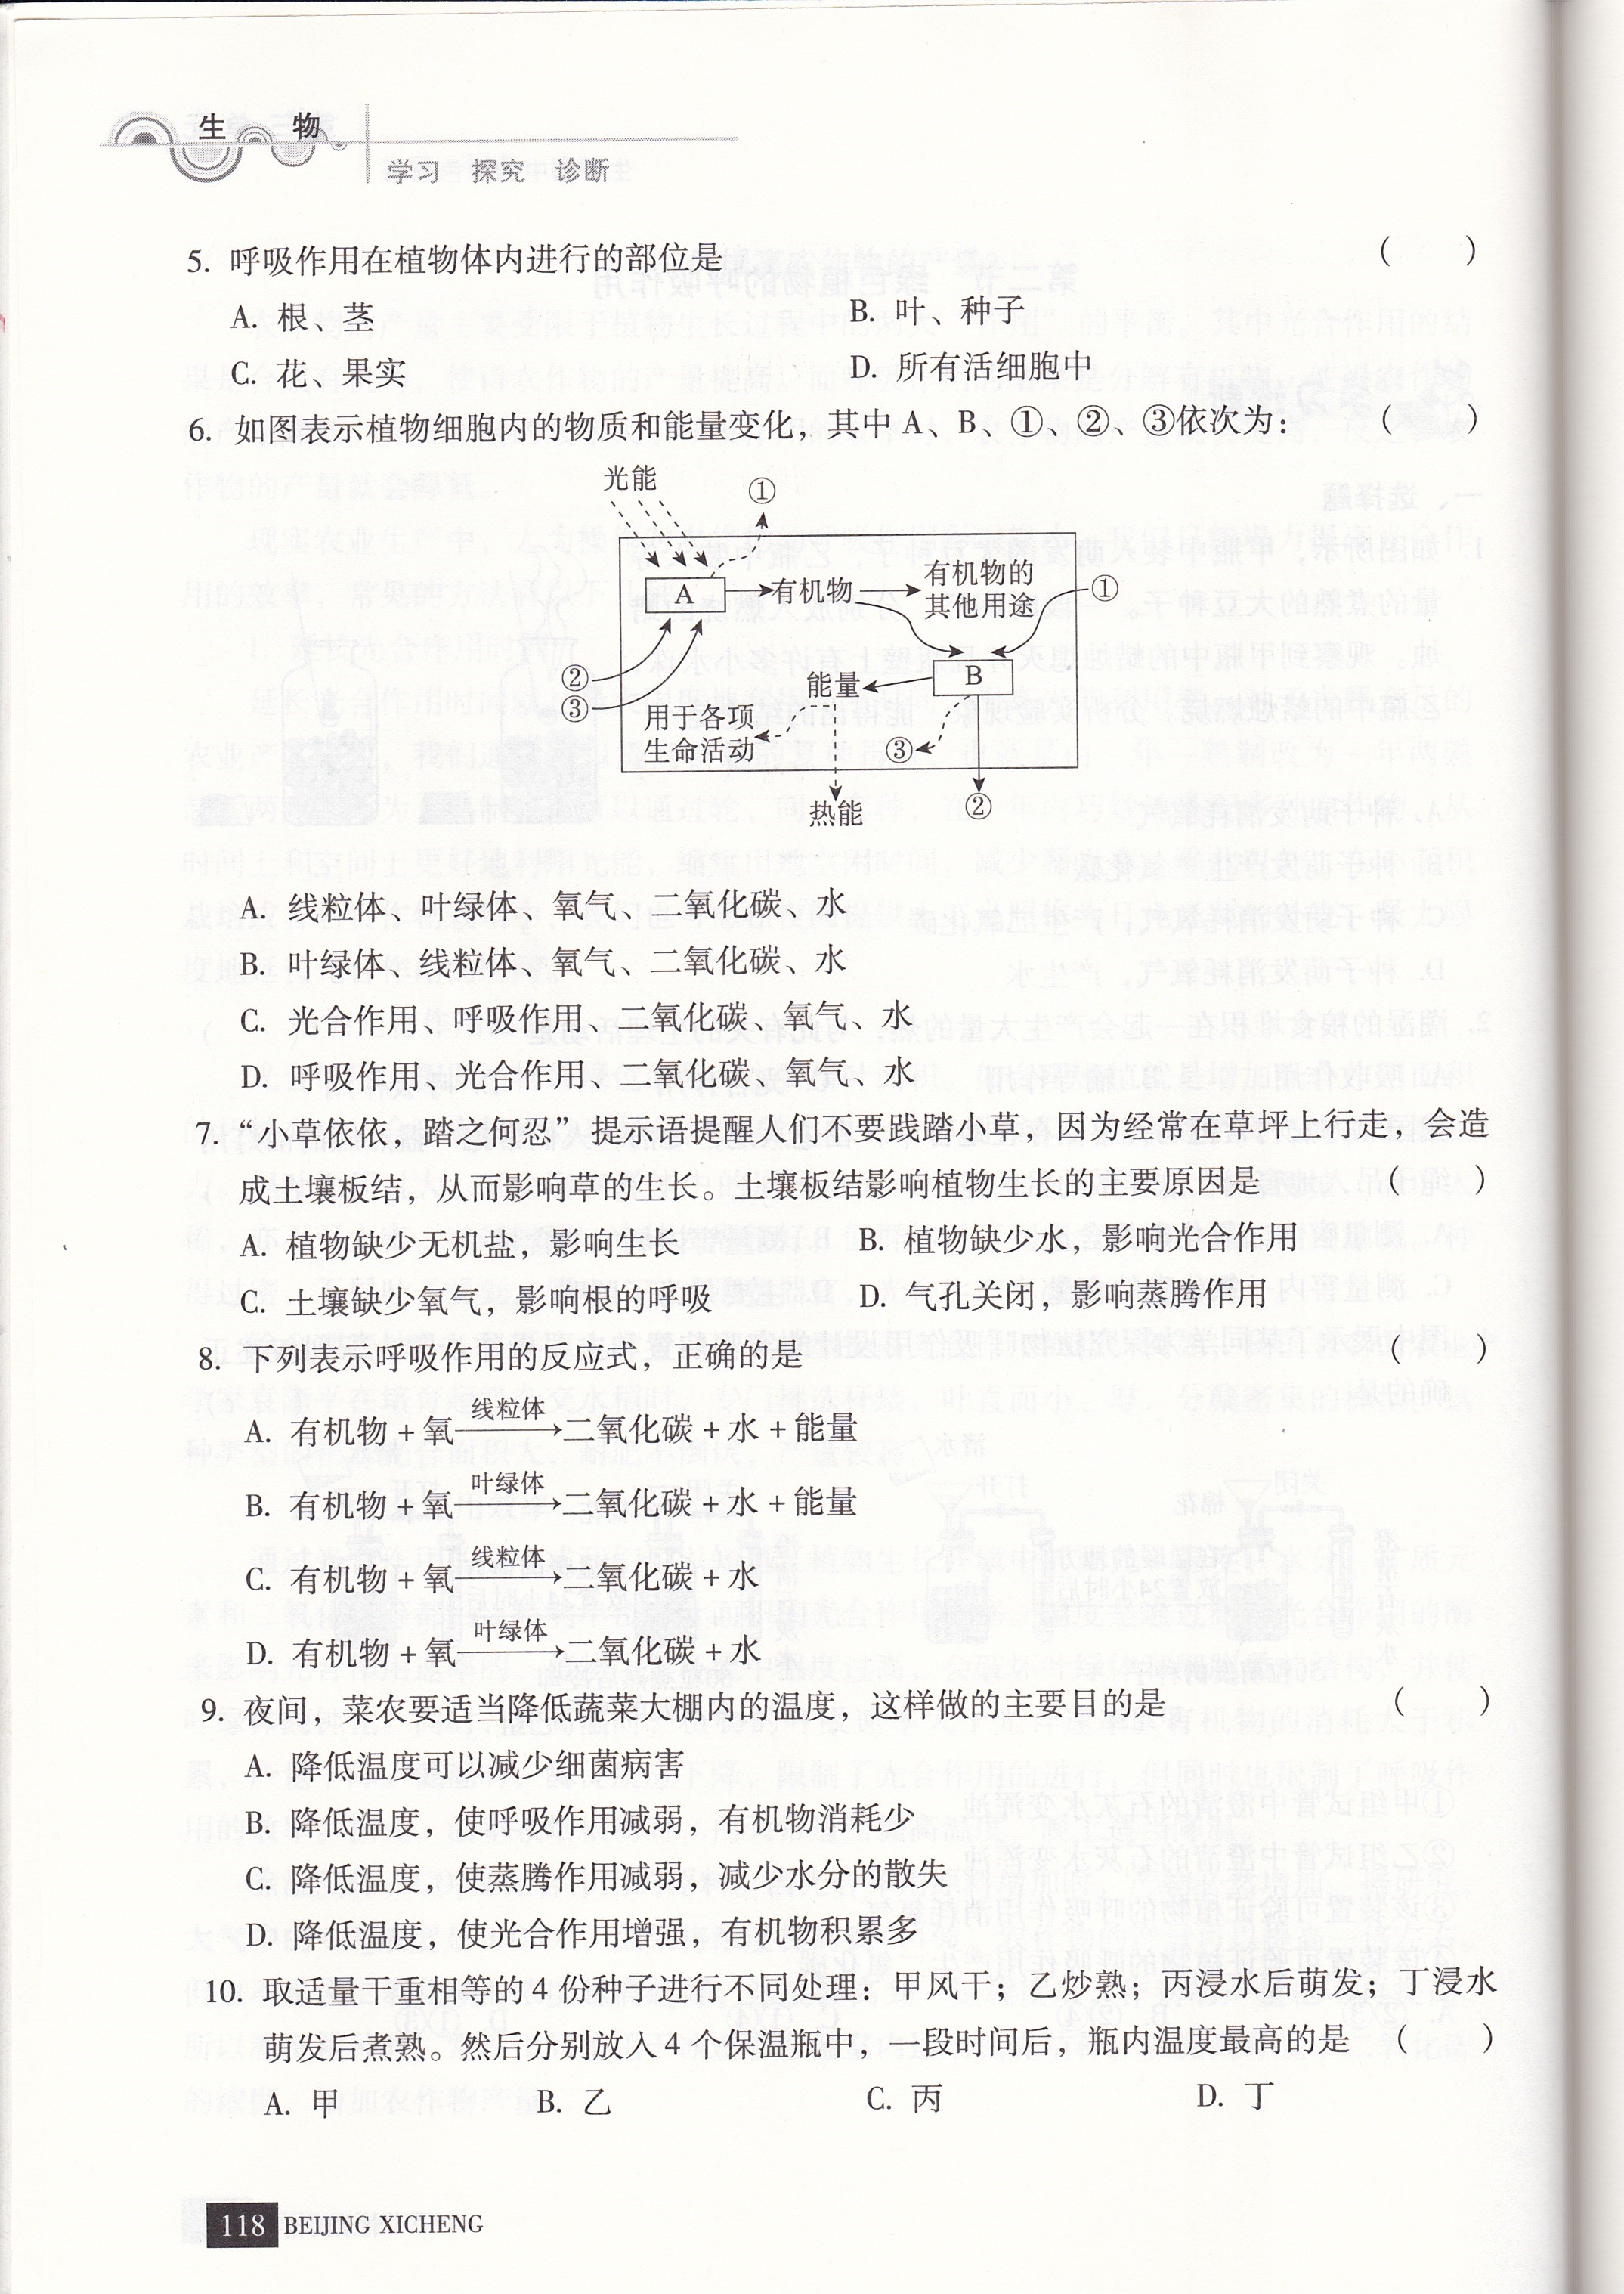 生 物
学习 探究 诊断
5. 呼吸作用在植物体内进行的部位是 ( )
A. 根、茎 B. 叶、种子
C. 花、果实 D. 所有活细胞中
6. 如图表示植物细胞内的物质和能量变化，其中 A、B、①、②、③依次为： ( )
光能
①
A
有机物
有机物的
其他用途
①
②
③
能量
B
用于各项
生命活动
③
热能
②
A. 线粒体、叶绿体、氧气、二氧化碳、水
B. 叶绿体、线粒体、氧气、二氧化碳、水
C. 光合作用、呼吸作用、二氧化碳、氧气、水
D. 呼吸作用、光合作用、二氧化碳、氧气、水
7. “小草依依，踏之何忍”提示语提醒人们不要践踏小草，因为经常在草坪上行走，会造
成土壤板结，从而影响草的生长。土壤板结影响植物生长的主要原因是 ( )
A. 植物缺少无机盐，影响生长 B. 植物缺少水，影响光合作用
C. 土壤缺少氧气，影响根的呼吸 D. 气孔关闭，影响蒸腾作用
8. 下列表示呼吸作用的反应式，正确的是 ( )
线粒体
A. 有机物 + 氧——→二氧化碳 + 水 + 能量
叶绿体
B. 有机物 + 氧——→二氧化碳 + 水 + 能量
线粒体
C. 有机物 + 氧——→二氧化碳 + 水
叶绿体
D. 有机物 + 氧——→二氧化碳 + 水
9. 夜间，菜农要适当降低蔬菜大棚内的温度，这样做的主要目的是 ( )
A. 降低温度可以减少细菌病害
B. 降低温度，使呼吸作用减弱，有机物消耗少
C. 降低温度，使蒸腾作用减弱，减少水分的散失
D. 降低温度，使光合作用增强，有机物积累多
10. 取适量干重相等的 4 份种子进行不同处理：甲风干；乙炒熟；丙浸水后萌发；丁浸水
萌发后煮熟。然后分别放入 4 个保温瓶中，一段时间后，瓶内温度最高的是 ( )
A. 甲 B. 乙 C. 丙 D. 丁
118 BEIJING XICHENG